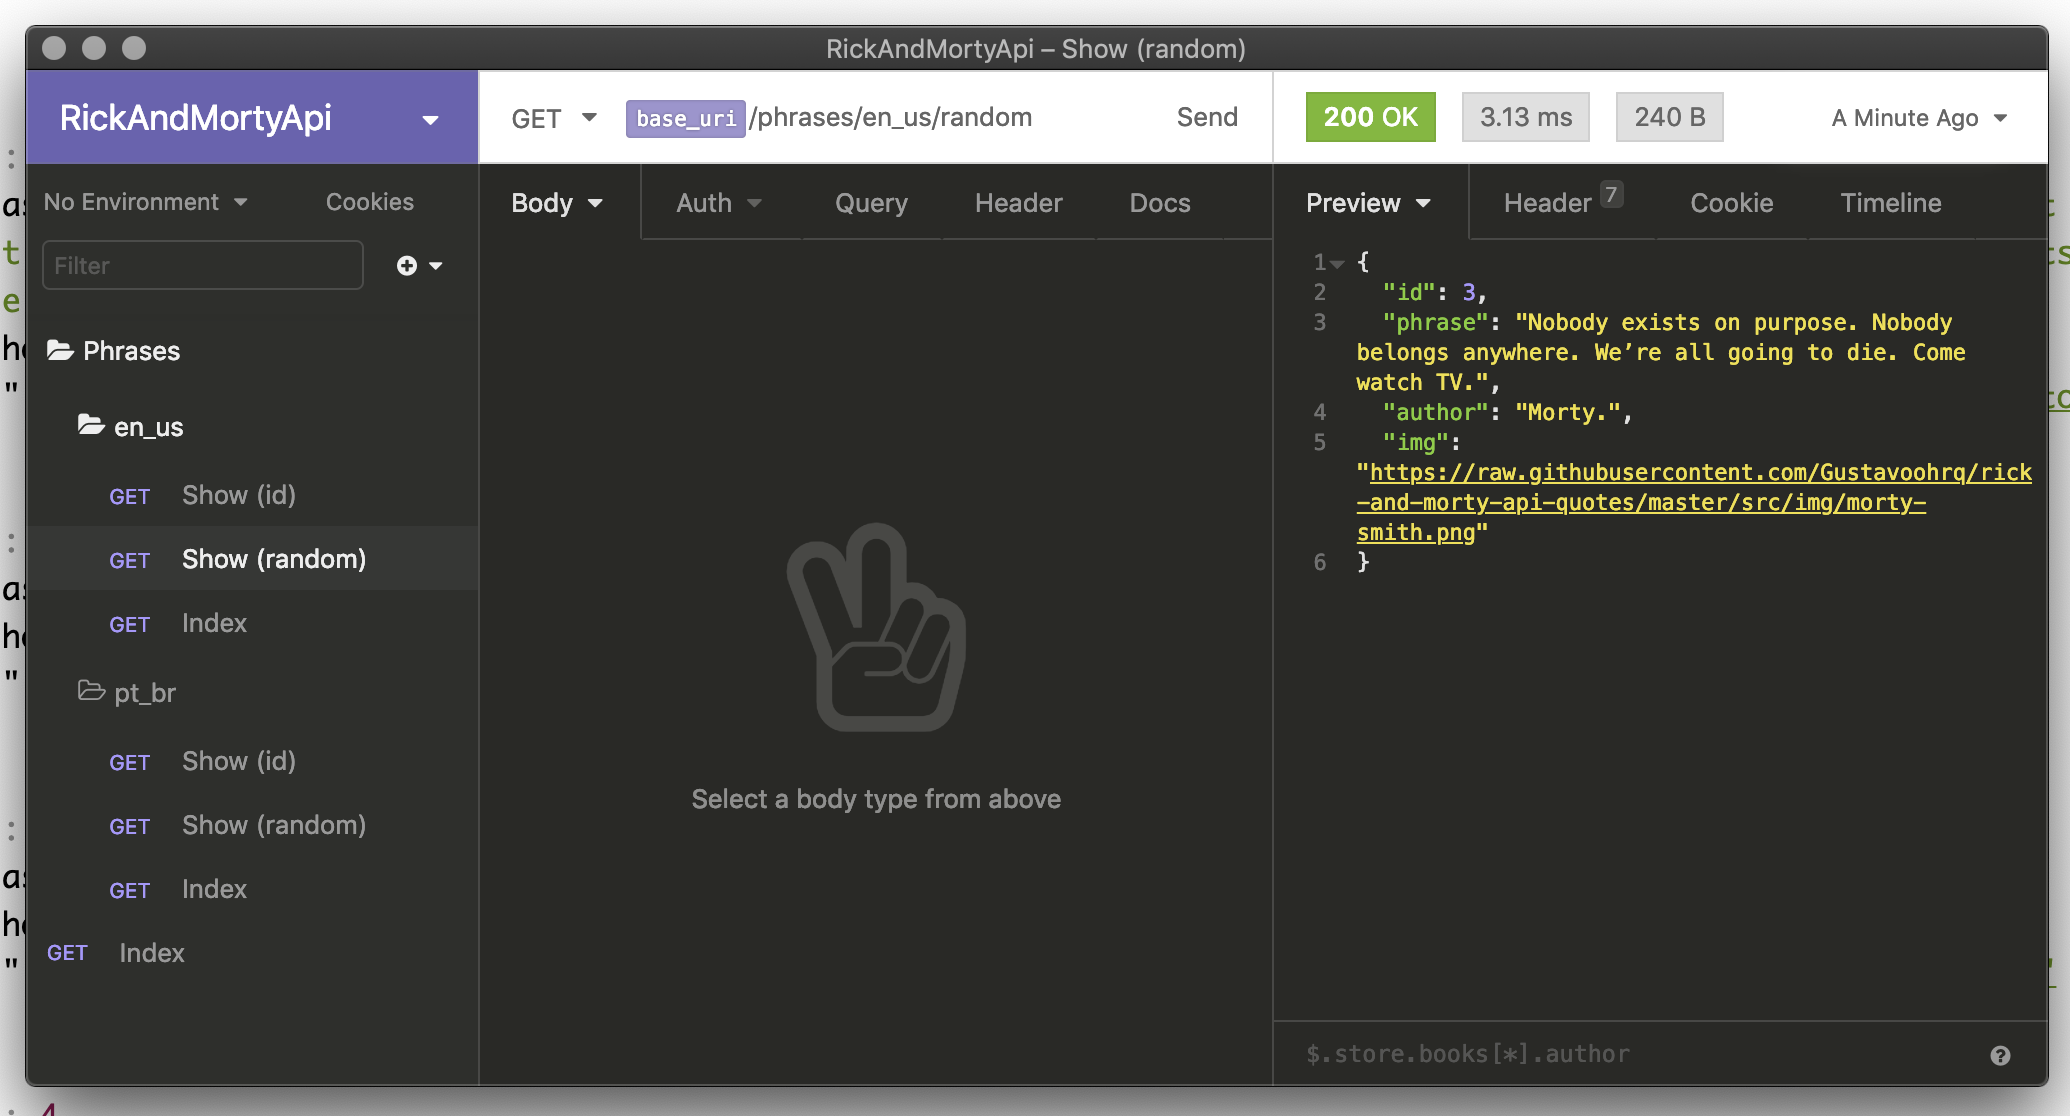 RickAndMortyApi – Show (random)
RickAndMortyApi
GET base_uri/phrases/en_us/random Send
200 OK 3.13 ms 240 B A Minute Ago
No Environment Cookies
Filter
Phrases
en_us
GET Show (id)
GET Show (random)
GET Index
pt_br
GET Show (id)
GET Show (random)
GET Index
GET Index
Body Auth Query Header Docs
Select a body type from above
Preview Header 7 Cookie Timeline
1 {
2 "id": 3,
3 "phrase": "Nobody exists on purpose. Nobody
belongs anywhere. We’re all going to die. Come
watch TV.",
4 "author": "Morty.",
5 "img":
"https://raw.githubusercontent.com/Gustavoohrq/rick
-and-morty-api-quotes/master/src/img/morty-
smith.png"
6 }
$.store.books[*].author